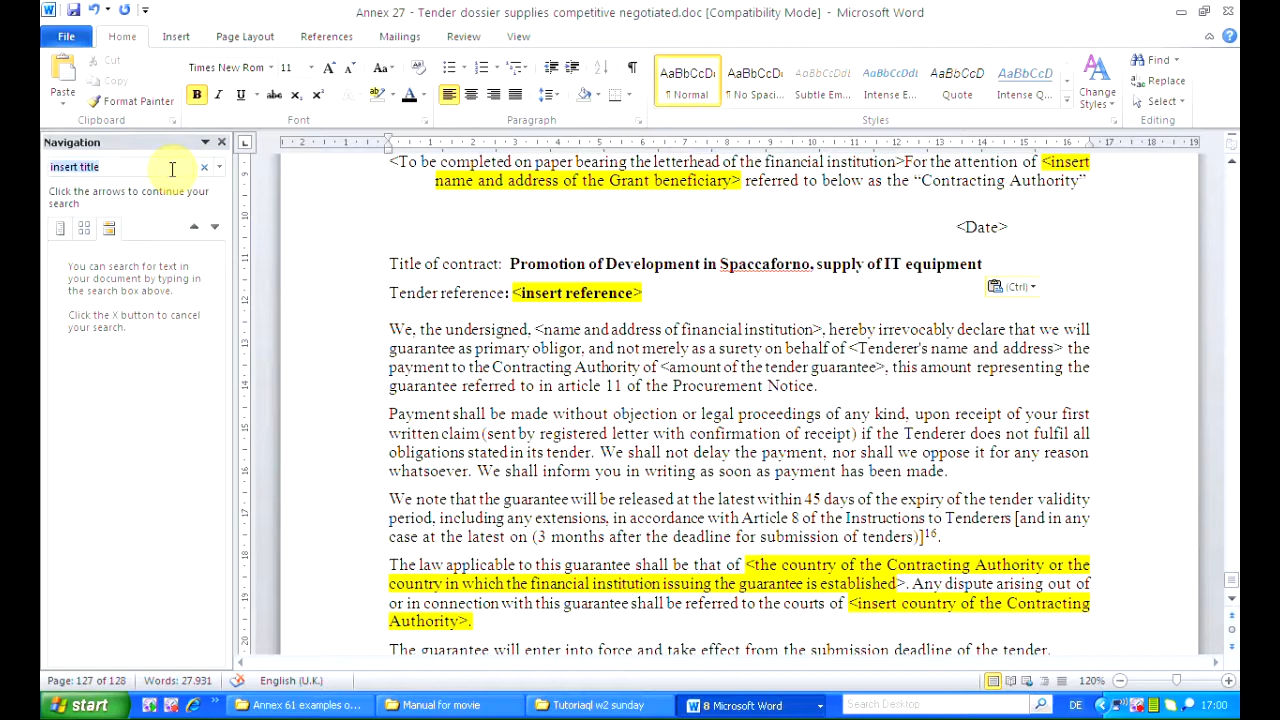 Annex 27 - Tender dossier supplies competitive negotiated.doc [Compatibility Mode] - Microsoft Word
File Home Insert Page Layout References Mailings Review View
Paste
Cut
Copy
Format Painter
Clipboard
Times New Rom 11
B I U abc x₂ x²
Font
Paragraph
AaBbCcDı AaBbCcDı AaBbCcDı AaBbCcDdı AaBbCcDd AaBbCcDd
¶ Normal ¶ No Spaci... Subtle Em... Intense E... Quote Intense Q...
Change Styles
Styles
Find
Replace
Select
Editing
Navigation
insert title
Click the arrows to continue your
search
You can search for text in
your document by typing in
the search box above.
Click the X button to cancel
your search.
<To be completed on paper bearing the letterhead of the financial institution>For the attention of <insert
name and address of the Grant beneficiary> referred to below as the “Contracting Authority”
<Date>
Title of contract: Promotion of Development in Spaccaforno, supply of IT equipment
(Ctrl)
Tender reference: <insert reference>
We, the undersigned, <name and address of financial institution>, hereby irrevocably declare that we will
guarantee as primary obligor, and not merely as a surety on behalf of <Tenderer's name and address> the
payment to the Contracting Authority of <amount of the tender guarantee>, this amount representing the
guarantee referred to in article 11 of the Procurement Notice.
Payment shall be made without objection or legal proceedings of any kind, upon receipt of your first
written claim (sent by registered letter with confirmation of receipt) if the Tenderer does not fulfil all
obligations stated in its tender. We shall not delay the payment, nor shall we oppose it for any reason
whatsoever. We shall inform you in writing as soon as payment has been made.
We note that the guarantee will be released at the latest within 45 days of the expiry of the tender validity
period, including any extensions, in accordance with Article 8 of the Instructions to Tenderers [and in any
case at the latest on (3 months after the deadline for submission of tenders)]16.
The law applicable to this guarantee shall be that of <the country of the Contracting Authority or the
country in which the financial institution issuing the guarantee is established>. Any dispute arising out of
or in connection with this guarantee shall be referred to the courts of <insert country of the Contracting
Authority>.
The guarantee will enter into force and take effect from the submission deadline of the tender.
Page: 127 of 128 Words: 27.931 English (U.K.) 120%
start Annex 61 examples o... Manual for movie Tutoriaql w2 sunday 8 Microsoft Word Search Desktop DE 17:00